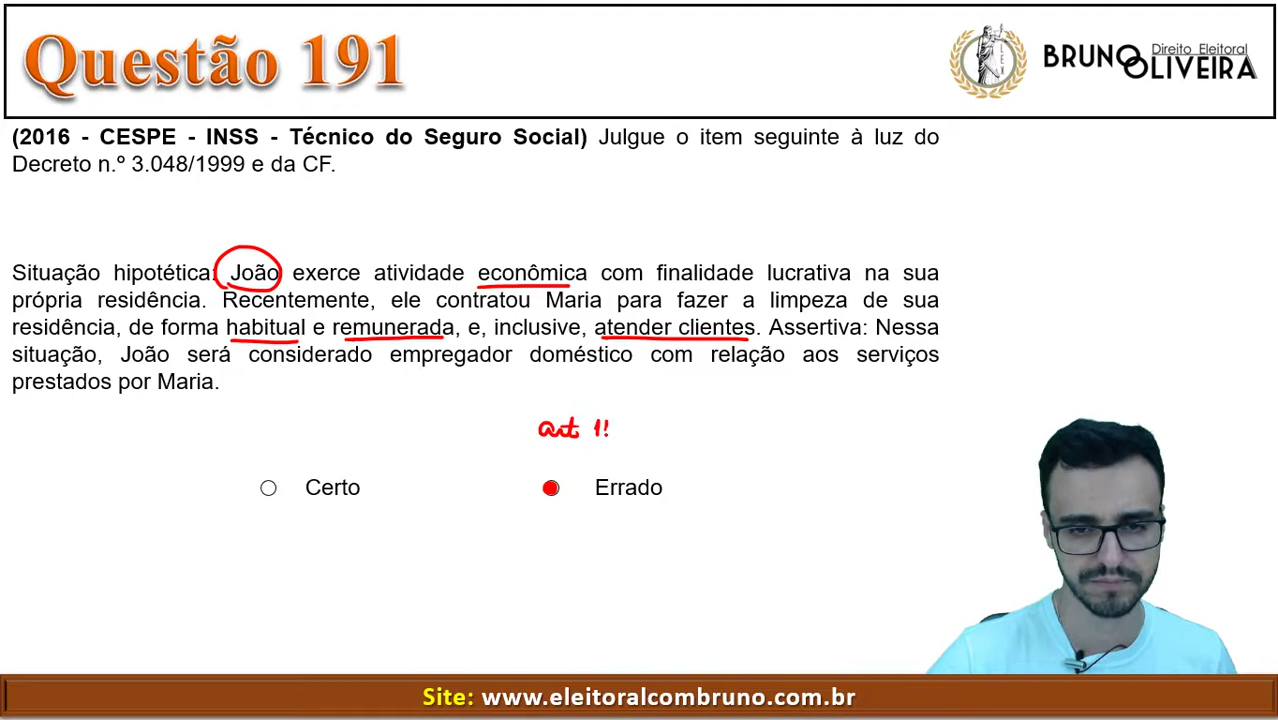 Questão 191
BRUNO OLIVEIRA Direito Eleitoral
(2016 - CESPE - INSS - Técnico do Seguro Social) Julgue o item seguinte à luz do
Decreto n.º 3.048/1999 e da CF.
Situação hipotética: João exerce atividade econômica com finalidade lucrativa na sua
própria residência. Recentemente, ele contratou Maria para fazer a limpeza de sua
residência, de forma habitual e remunerada, e, inclusive, atender clientes. Assertiva: Nessa
situação, João será considerado empregador doméstico com relação aos serviços
prestados por Maria.
art. 1!
Certo Errado
Site: www.eleitoralcombruno.com.br